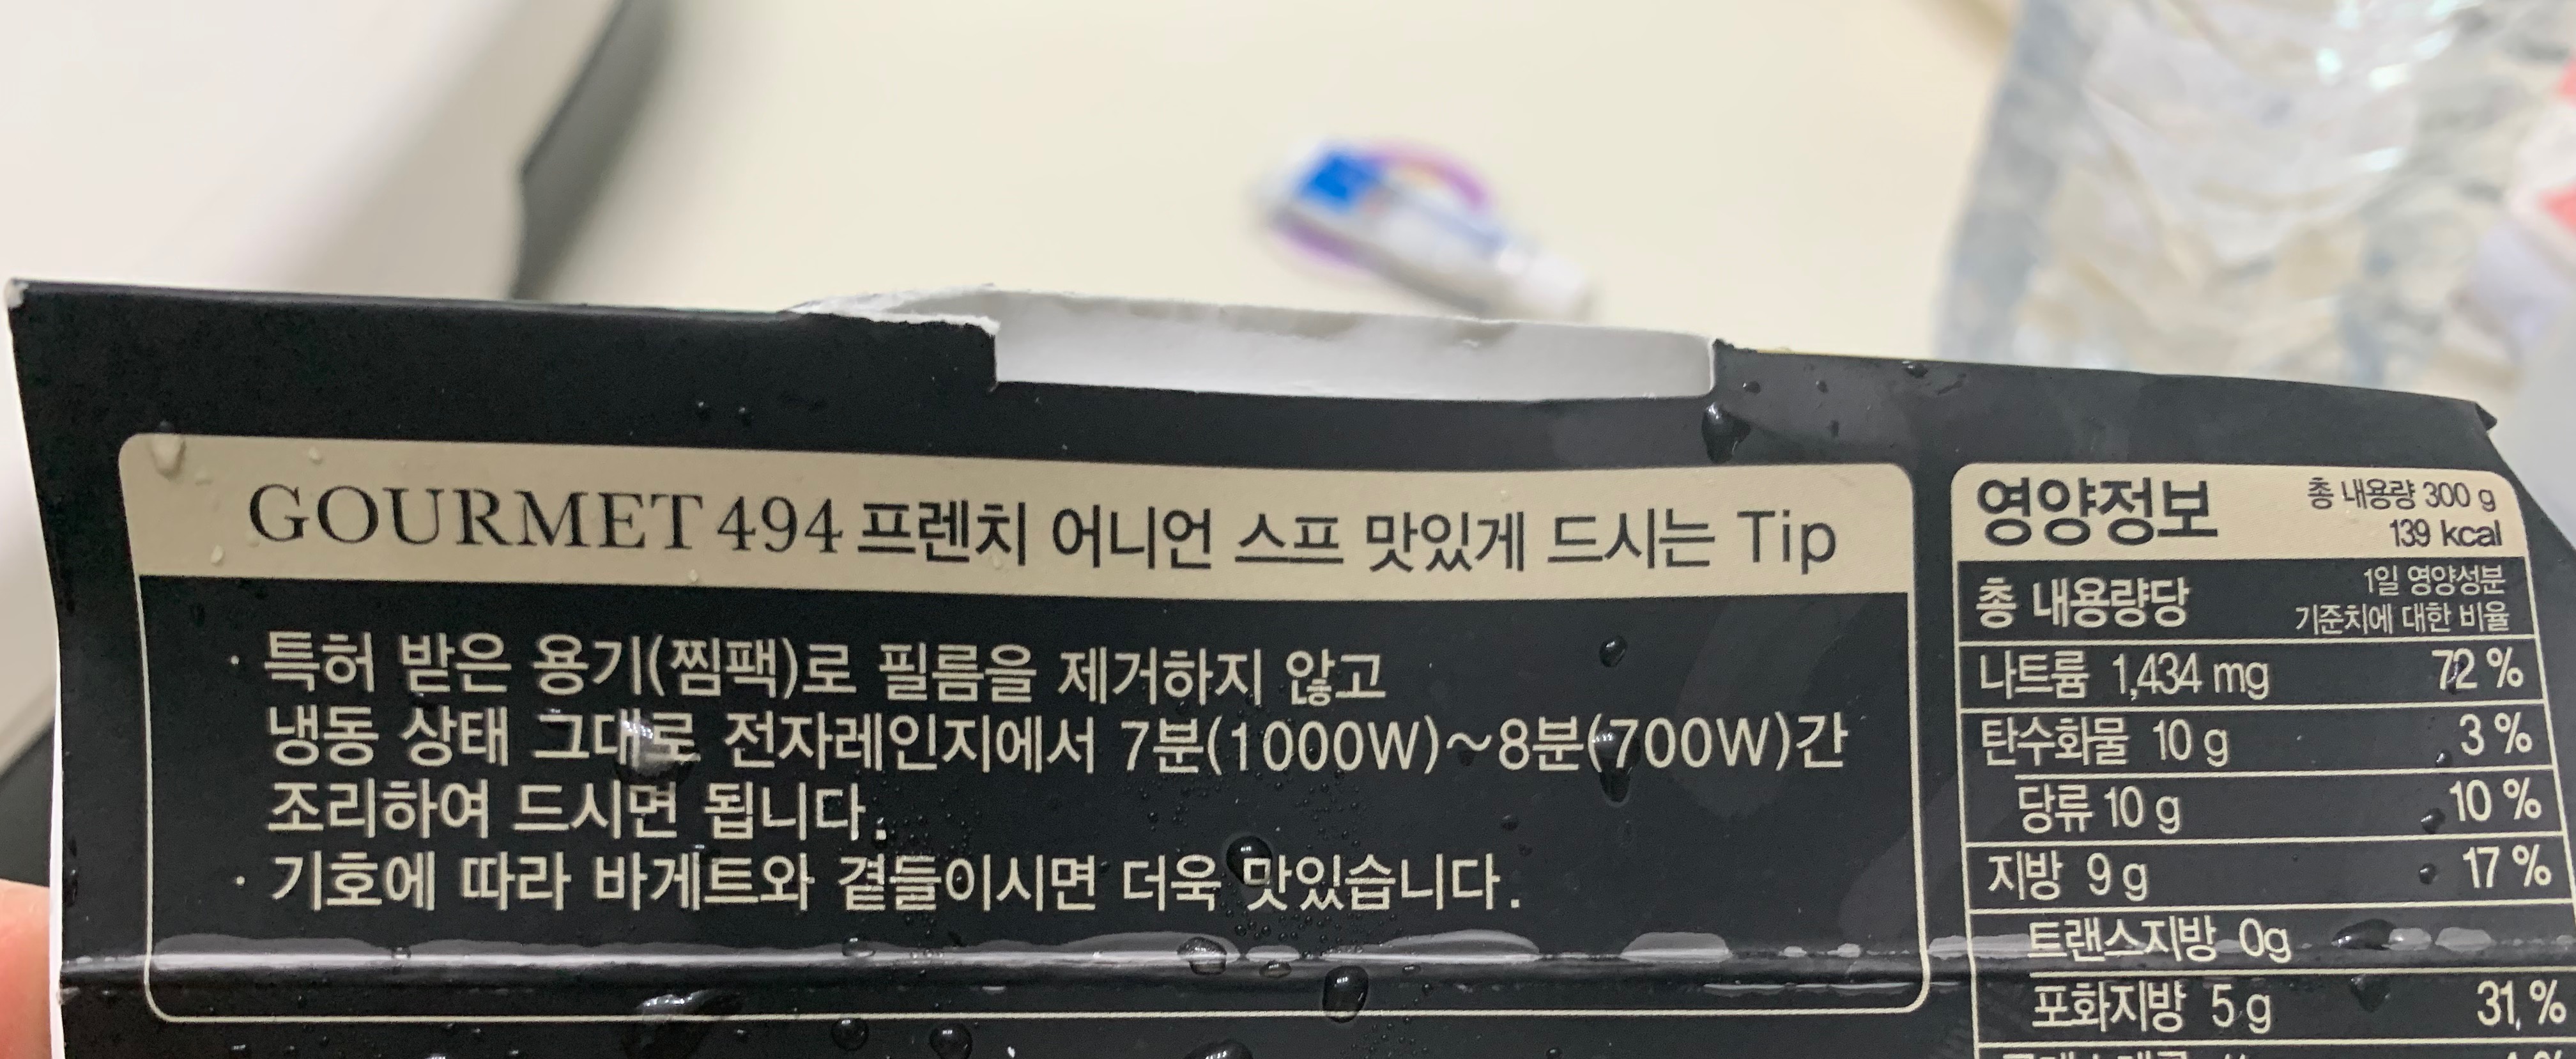 GOURMET 494 프렌치 어니언 스프 맛있게 드시는 Tip
· 특허 받은 용기(찜팩)로 필름을 제거하지 않고
냉동 상태 그대로 전자레인지에서 7분(1000W)~8분(700W)간
조리하여 드시면 됩니다.
· 기호에 따라 바게트와 곁들이시면 더욱 맛있습니다.
영양정보
총 내용량 300 g
139 kcal
총 내용량당
1일 영양성분
기준치에 대한 비율
나트륨 1,434 mg 72 %
탄수화물 10 g 3 %
당류 10 g 10 %
지방 9 g 17 %
트랜스지방 0g
포화지방 5 g 31 %